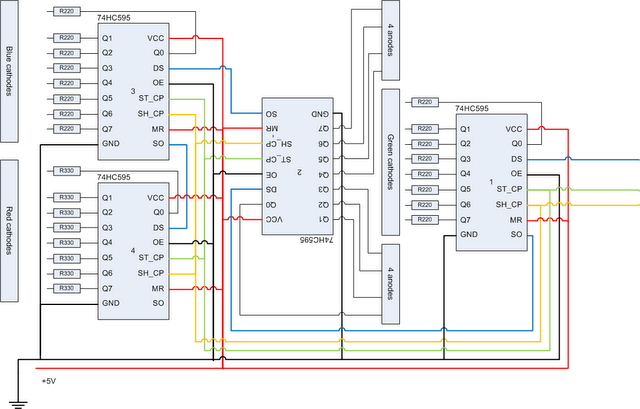 Blue cathodes
R220
R220
R220
R220
R220
R220
R220
R220
74HC595
Q1
Q2
Q3
Q4
Q5
Q6
Q7
GND
3
VCC
Q0
DS
OE
ST_CP
SH_CP
MR
SO
Red cathodes
R330
R330
R330
R330
R330
R330
R330
R330
74HC595
Q1
Q2
Q3
Q4
Q5
Q6
Q7
GND
4
VCC
Q0
DS
OE
ST_CP
SH_CP
MR
SO
SO
MR
SH_CP
ST_CP
OE
DS
Q0
VCC
2
GND
Q7
Q6
Q5
Q4
Q3
Q2
Q1
74HC595
4 anodes
Green cathodes
4 anodes
R220
R220
R220
R220
R220
R220
R220
R220
74HC595
Q1
Q2
Q3
Q4
Q5
Q6
Q7
GND
1
VCC
Q0
DS
OE
ST_CP
SH_CP
MR
SO
+5V